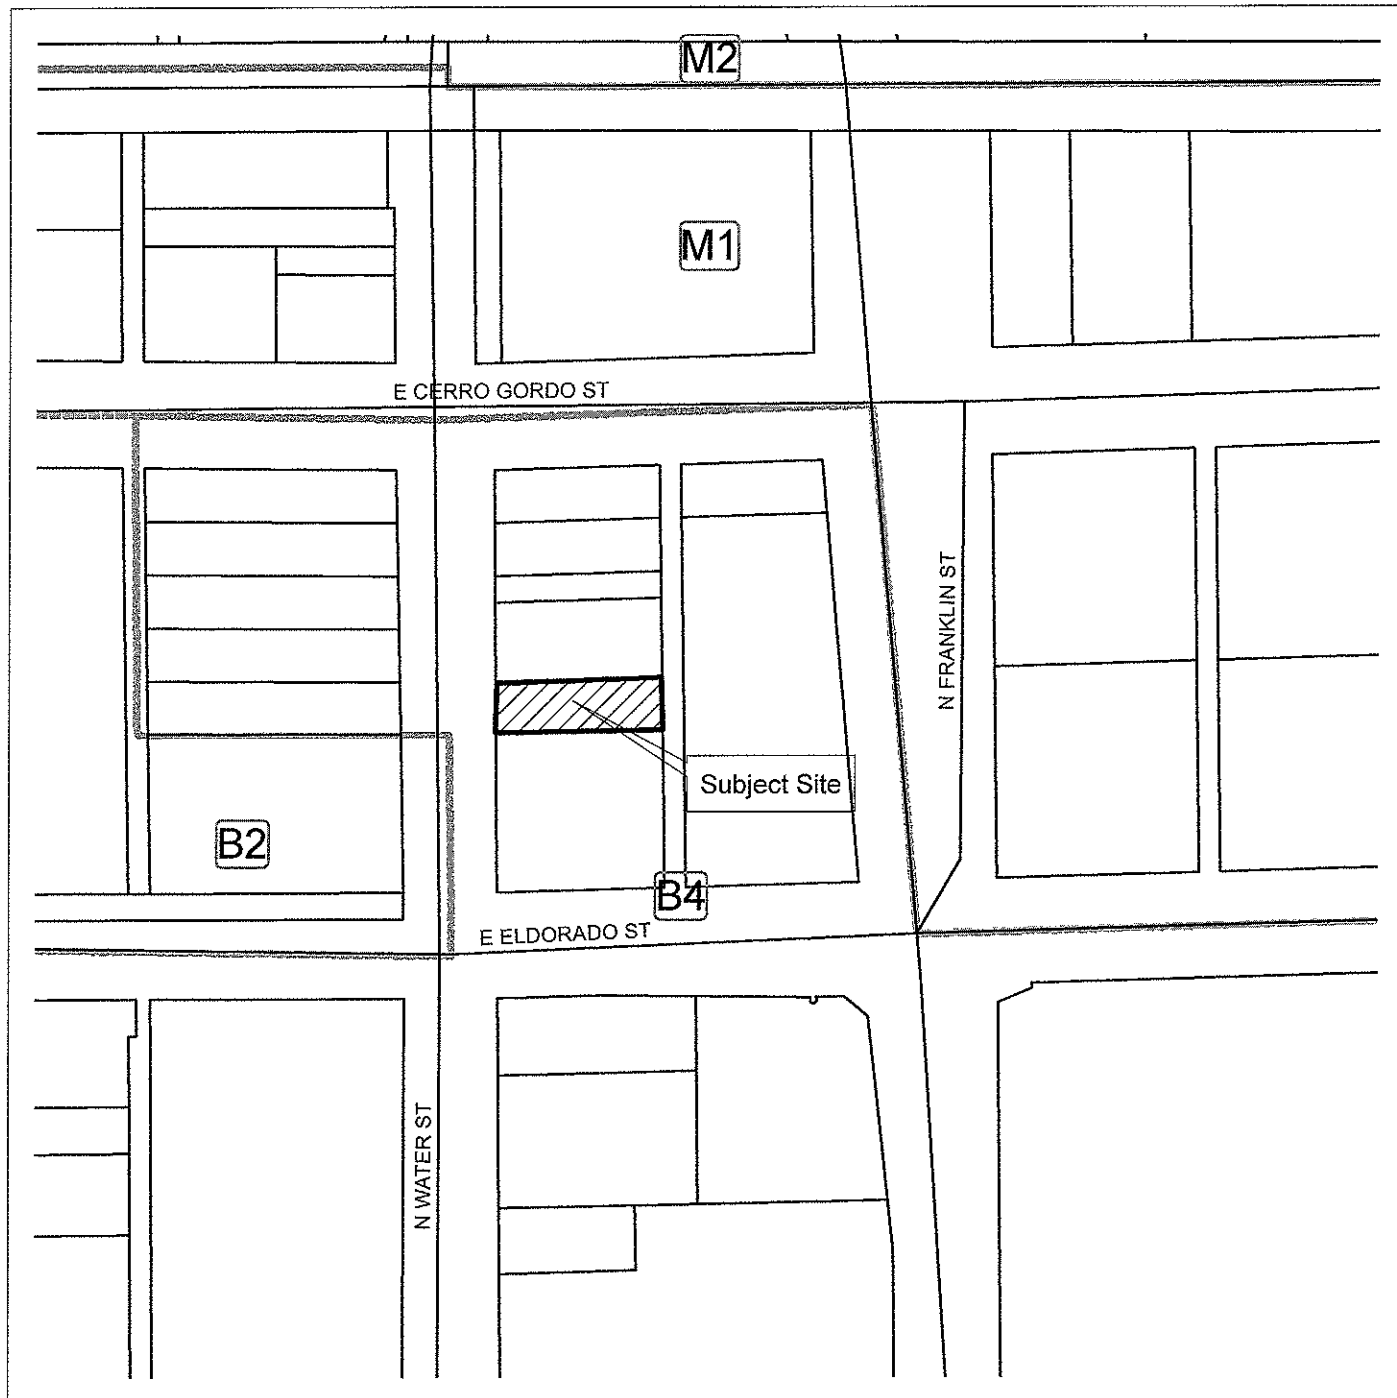 M2
M1
E CERRO GORDO ST
N FRANKLIN ST
Subject Site
B2
B4
E ELDORADO ST
N WATER ST